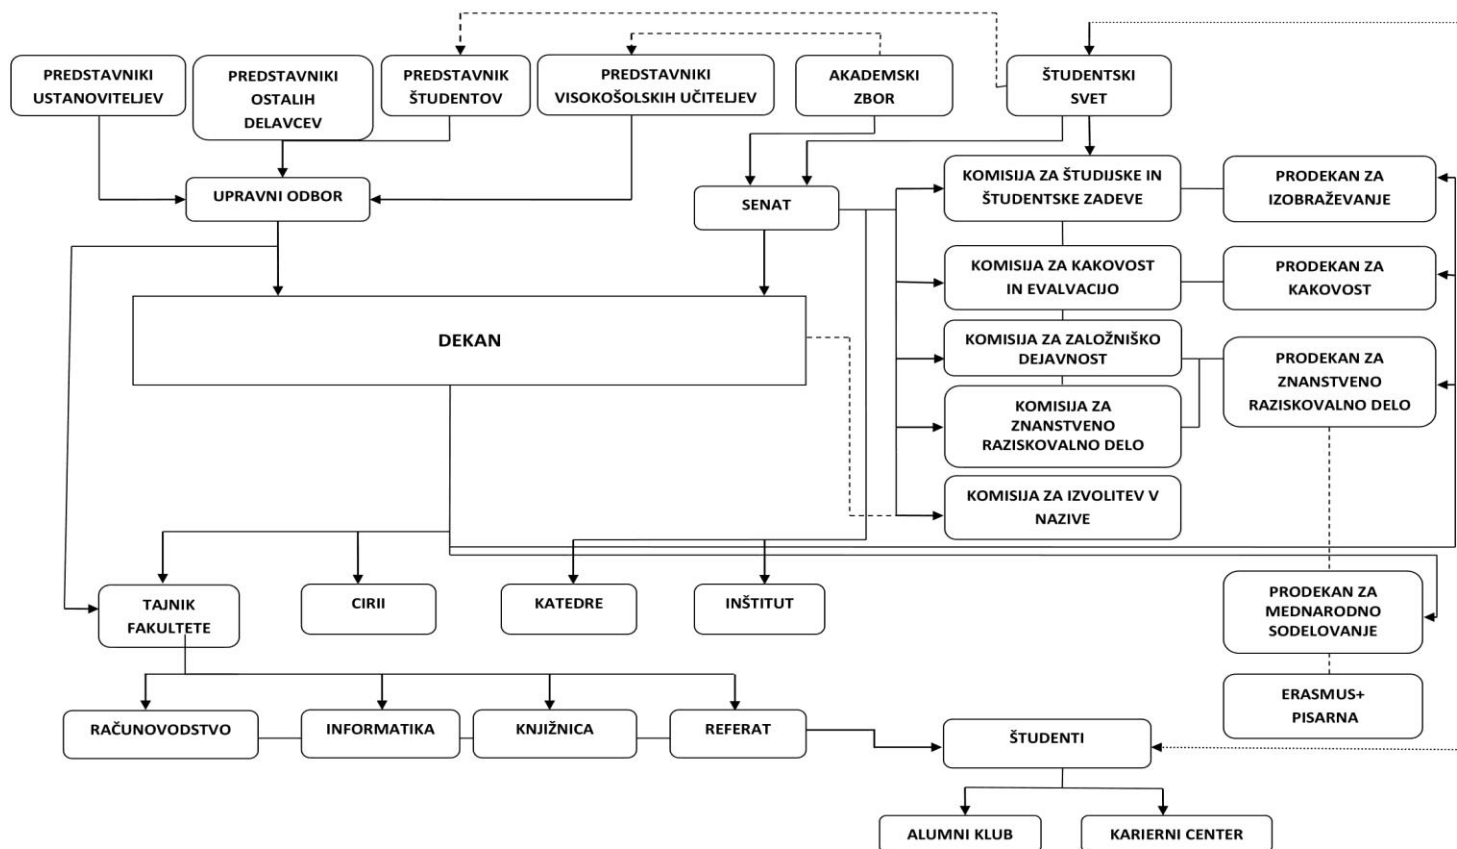 PREDSTAVNIKI
USTANOVITELJEV
PREDSTAVNIKI
OSTALIH
DELAVCEV
PREDSTAVNIK
ŠTUDENTOV
PREDSTAVNIKI
VISOKOŠOLSKIH UČITELJEV
AKADEMSKI
ZBOR
ŠTUDENTSKI
SVET
UPRAVNI ODBOR
SENAT
KOMISIJA ZA ŠTUDIJSKE IN
ŠTUDENTSKE ZADEVE
PRODEKAN ZA
IZOBRAŽEVANJE
KOMISIJA ZA KAKOVOST
IN EVALVACIJO
PRODEKAN ZA
KAKOVOST
DEKAN
KOMISIJA ZA ZALOŽNIŠKO
DEJAVNOST
PRODEKAN ZA
ZNANSTVENO
RAZISKOVALNO DELO
KOMISIJA ZA
ZNANSTVENO
RAZISKOVALNO DELO
KOMISIJA ZA IZVOLITEV V
NAZIVE
TAJNIK
FAKULTETE
CIRII
KATEDRE
INŠTITUT
PRODEKAN ZA
MEDNARODNO
SODELOVANJE
ERASMUS+
PISARNA
RAČUNOVODSTVO
INFORMATIKA
KNJIŽNICA
REFERAT
ŠTUDENTI
ALUMNI KLUB
KARIERNI CENTER